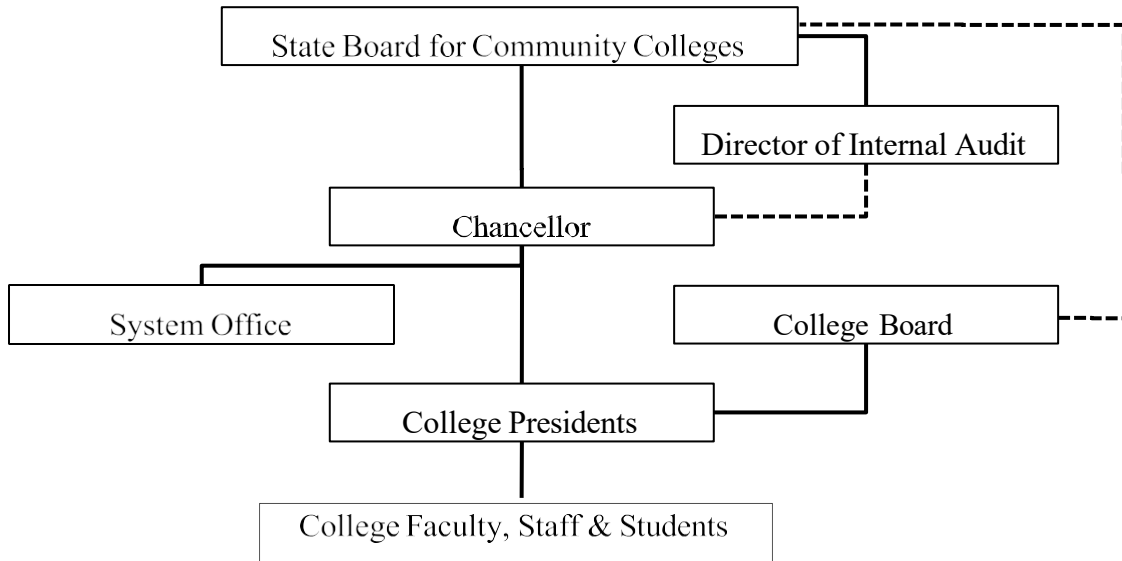 State Board for Community Colleges
Director of Internal Audit
Chancellor
System Office
College Board
College Presidents
College Faculty, Staff & Students